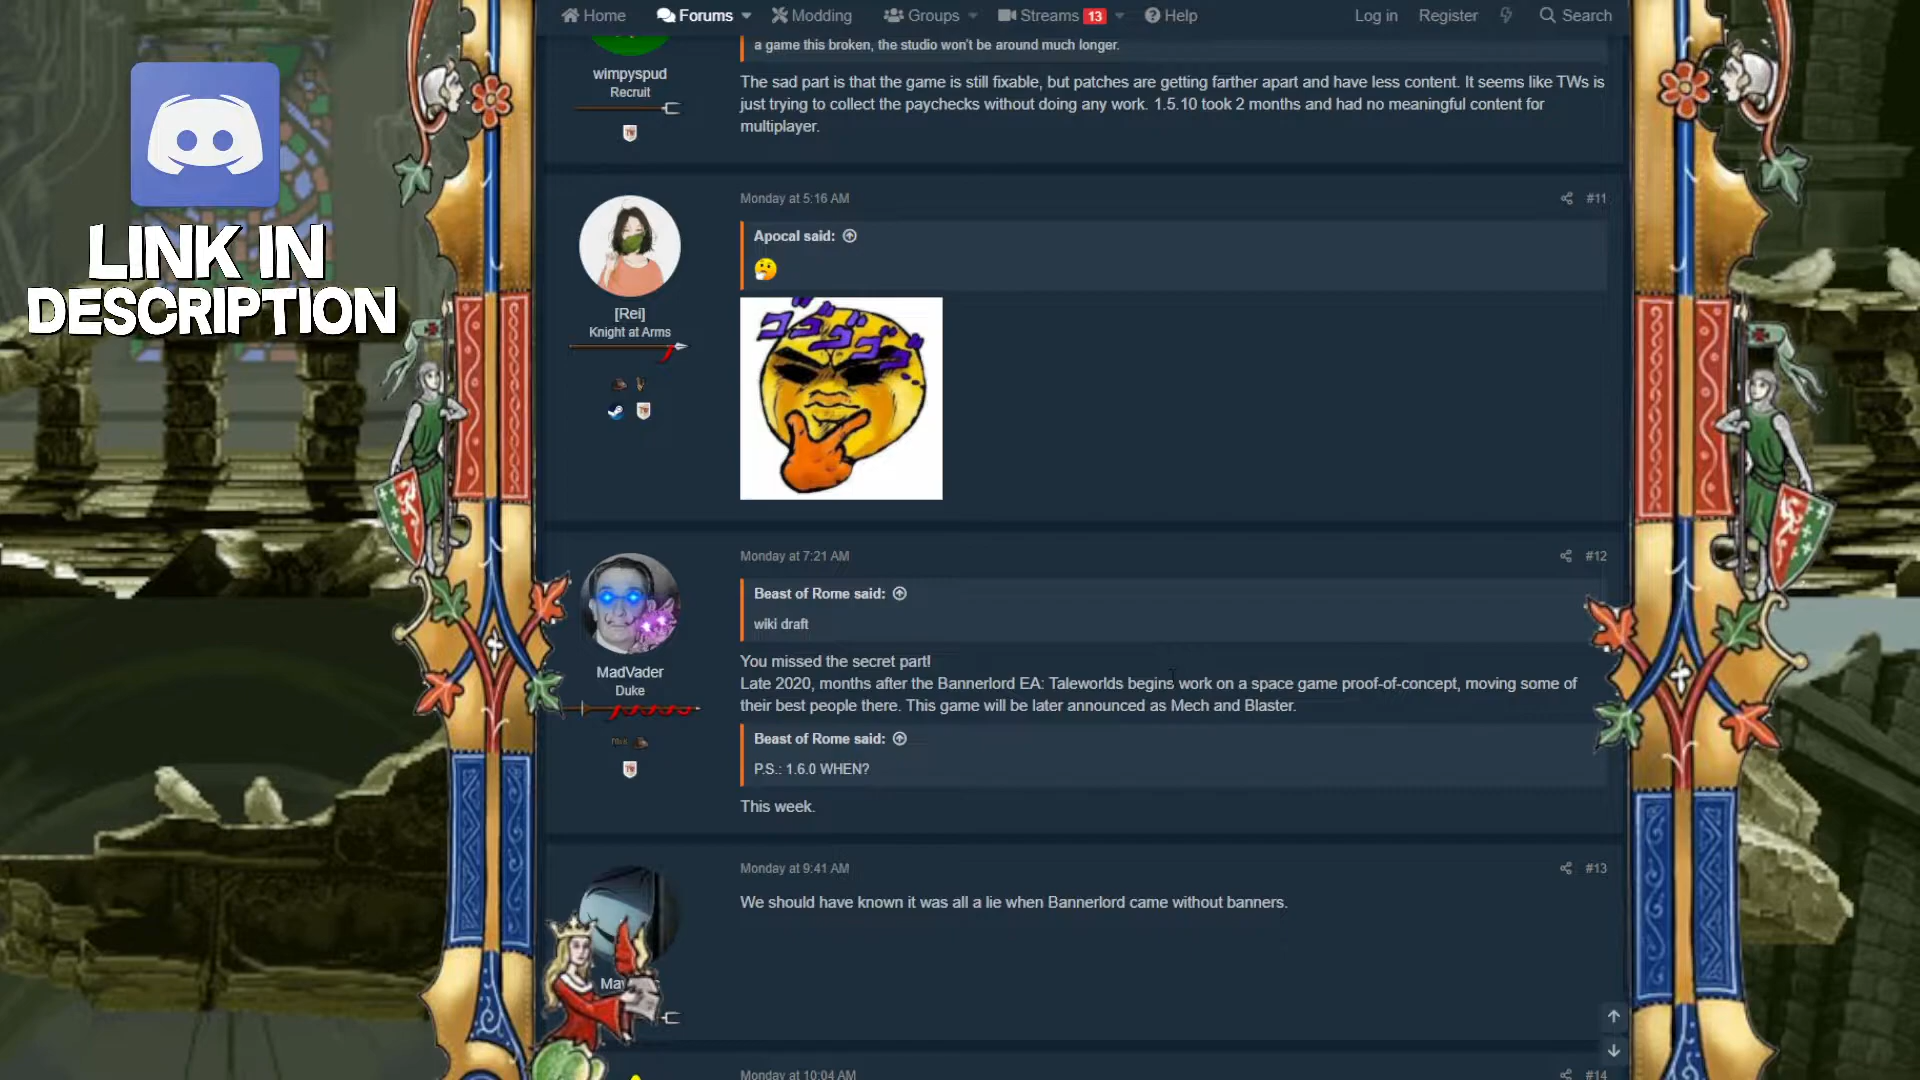 Home Forums Modding Groups Streams 13 Help Log in Register Search
a game this broken, the studio won't be around much longer.
wimpyspud
Recruit
The sad part is that the game is still fixable, but patches are getting farther apart and have less content. It seems like TWs is
just trying to collect the paychecks without doing any work. 1.5.10 took 2 months and had no meaningful content for
multiplayer.
LINK IN
DESCRIPTION
Monday at 5:16 AM #11
Apocal said:
[Rei]
Knight at Arms
ゴゴゴゴゴ
Monday at 7:21 AM #12
Beast of Rome said:
wiki draft
MadVader
Duke
You missed the secret part!
Late 2020, months after the Bannerlord EA: Taleworlds begins work on a space game proof-of-concept, moving some of
their best people there. This game will be later announced as Mech and Blaster.
Beast of Rome said:
P.S.: 1.6.0 WHEN?
This week.
Monday at 9:41 AM #13
We should have known it was all a lie when Bannerlord came without banners.
Monday at 10:04 AM #14